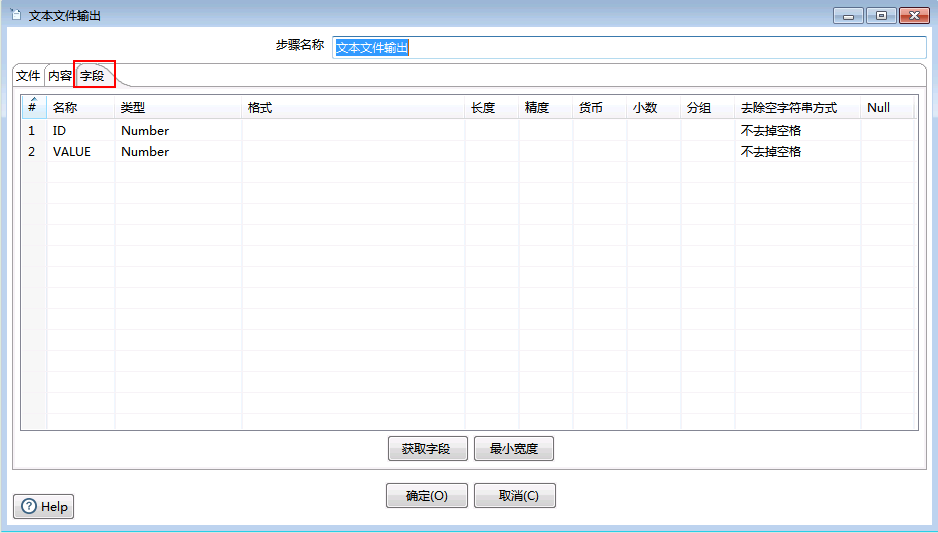 文本文件输出
步骤名称 文本文件输出
文件 内容 字段
# 名称 类型 格式 长度 精度 货币 小数 分组 去除空字符串方式 Null
1 ID Number 不去掉空格
2 VALUE Number 不去掉空格
获取字段 最小宽度
确定(O) 取消(C)
Help